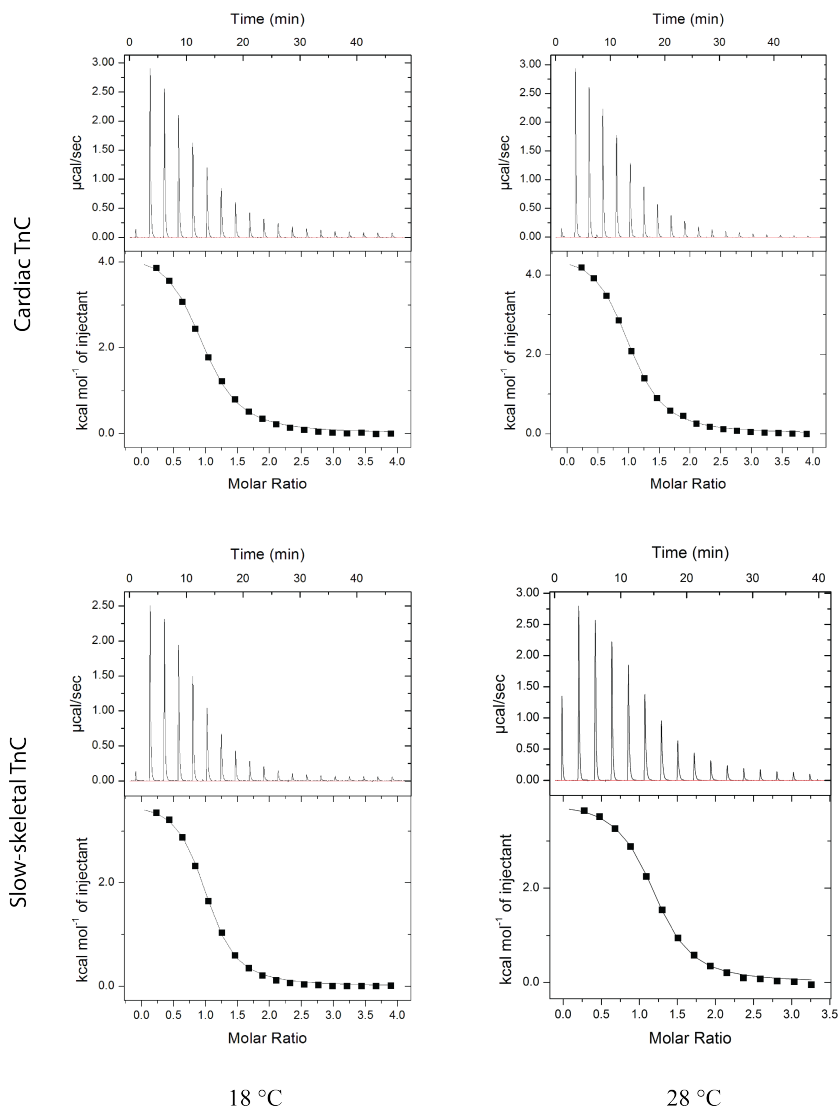 Time (min)
0 10 20 30 40
3.00
2.50
2.00
1.50
1.00
0.50
0.00
µcal/sec
4.0
2.0
0.0
kcal mol⁻¹ of injectant
0.0 0.5 1.0 1.5 2.0 2.5 3.0 3.5 4.0
Molar Ratio
Cardiac TnC
Time (min)
0 10 20 30 40
3.00
2.50
2.00
1.50
1.00
0.50
0.00
µcal/sec
4.0
2.0
0.0
kcal mol⁻¹ of injectant
0.0 0.5 1.0 1.5 2.0 2.5 3.0 3.5 4.0
Molar Ratio
Time (min)
0 10 20 30 40
2.50
2.00
1.50
1.00
0.50
0.00
µcal/sec
2.0
0.0
kcal mol⁻¹ of injectant
0.0 0.5 1.0 1.5 2.0 2.5 3.0 3.5 4.0
Molar Ratio
Slow-skeletal TnC
Time (min)
0 10 20 30 40
3.00
2.50
2.00
1.50
1.00
0.50
0.00
µcal/sec
2.0
0.0
kcal mol⁻¹ of injectant
0.0 0.5 1.0 1.5 2.0 2.5 3.0 3.5
Molar Ratio
18 °C
28 °C